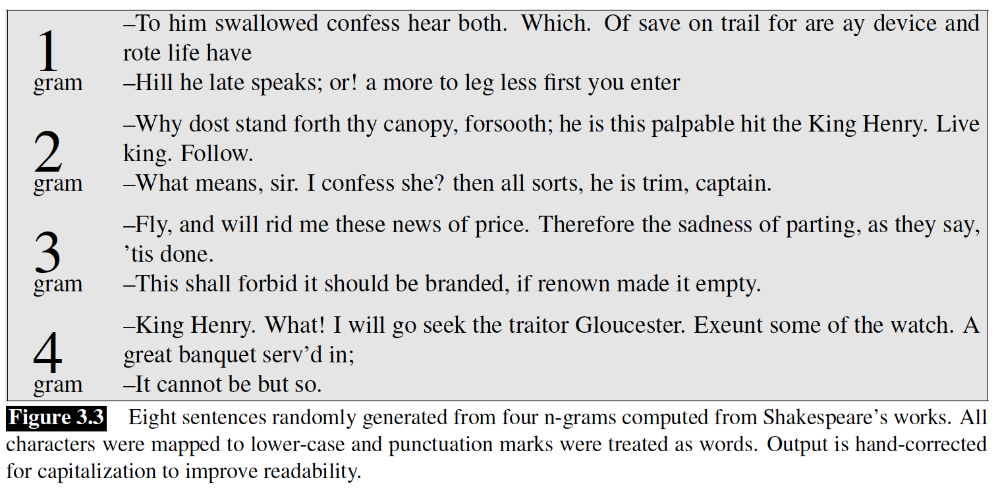 1
gram
–To him swallowed confess hear both. Which. Of save on trail for are ay device and
rote life have
–Hill he late speaks; or! a more to leg less first you enter
2
gram
–Why dost stand forth thy canopy, forsooth; he is this palpable hit the King Henry. Live
king. Follow.
–What means, sir. I confess she? then all sorts, he is trim, captain.
3
gram
–Fly, and will rid me these news of price. Therefore the sadness of parting, as they say,
’tis done.
–This shall forbid it should be branded, if renown made it empty.
4
gram
–King Henry. What! I will go seek the traitor Gloucester. Exeunt some of the watch. A
great banquet serv’d in;
–It cannot be but so.
Figure 3.3 Eight sentences randomly generated from four n-grams computed from Shakespeare’s works. All
characters were mapped to lower-case and punctuation marks were treated as words. Output is hand-corrected
for capitalization to improve readability.